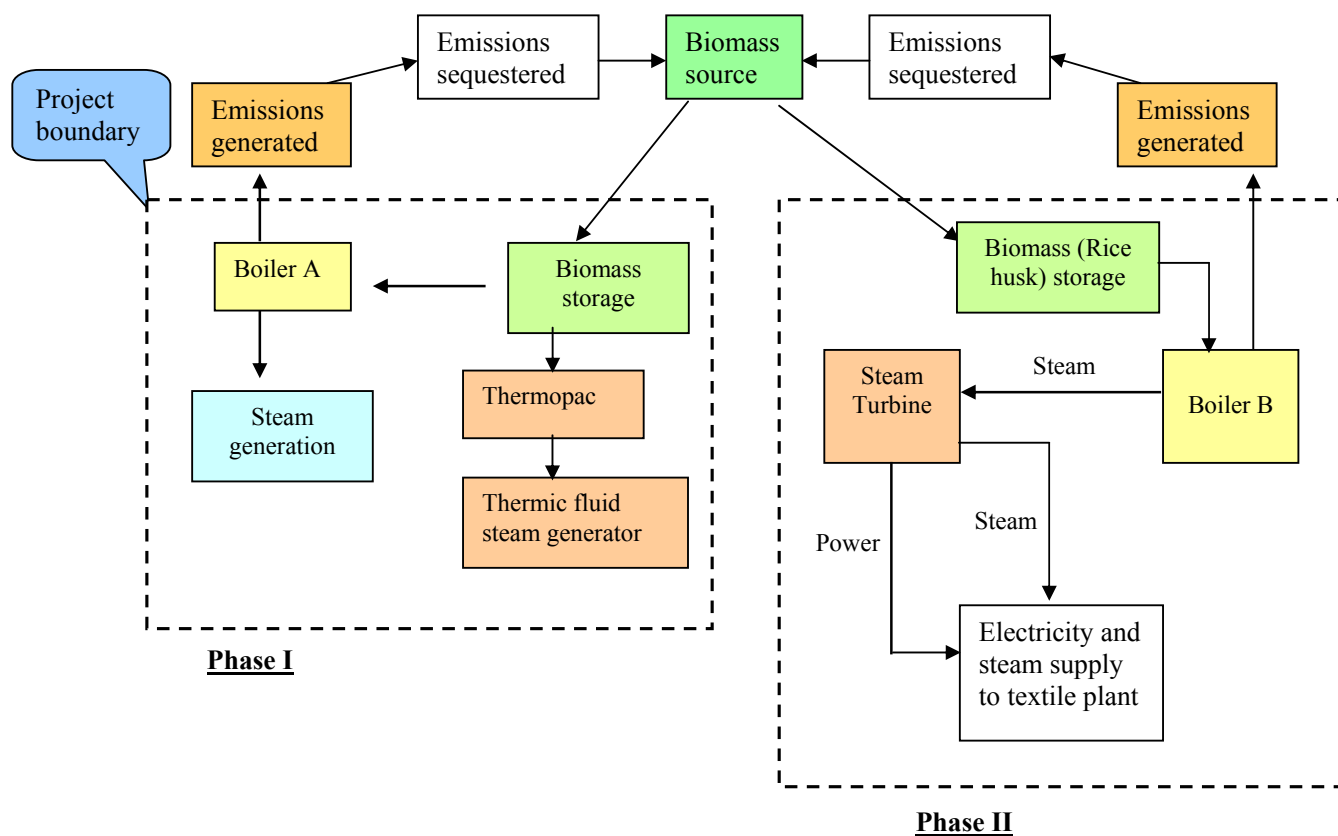 Emissions
sequestered
Biomass
source
Emissions
sequestered
Project
boundary
Emissions
generated
Emissions
generated
Boiler A
Biomass
storage
Biomass (Rice
husk) storage
Thermopac
Steam
generation
Thermic fluid
steam generator
Steam
Turbine
Steam
Boiler B
Power
Steam
Electricity and
steam supply
to textile plant
Phase I
Phase II